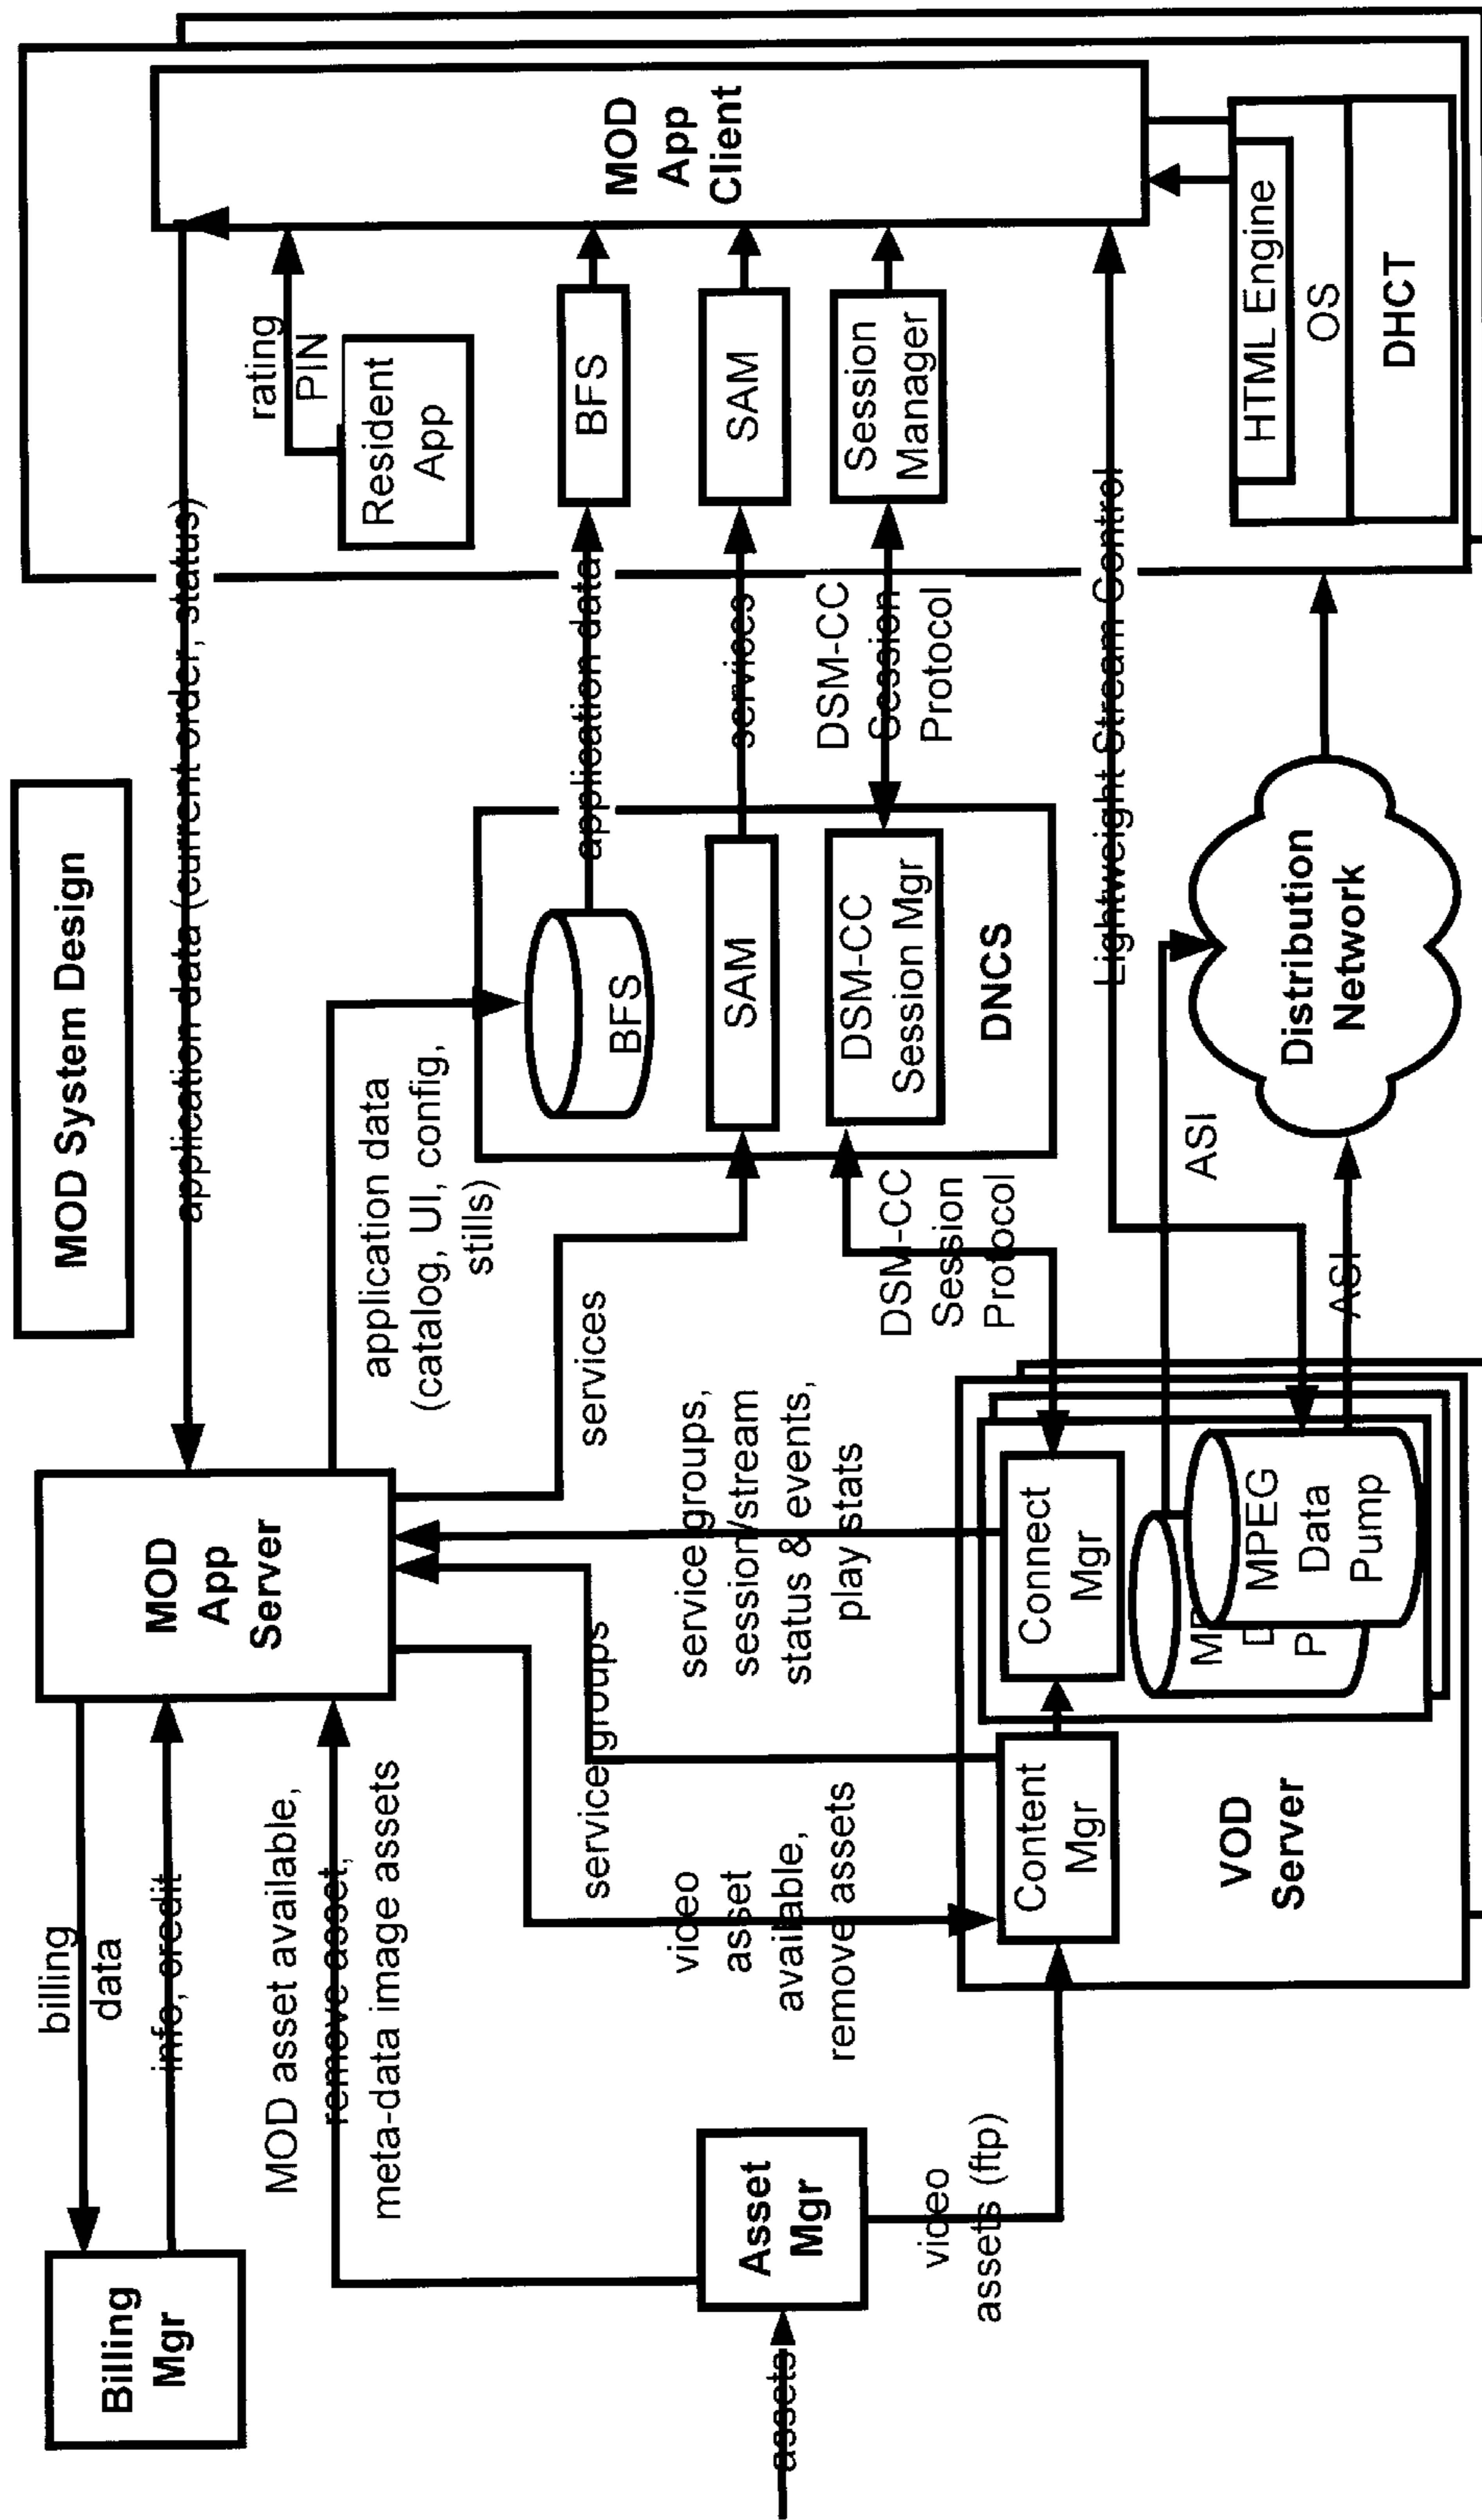 MOD System Design
Billing
Mgr
billing
data
info, credit
MOD
App
Server
application data (current order, status)
MOD
App
Client
rating
PIN
Resident
App
MOD asset available,
remove asset,
meta-data image assets
application data
(catalog, UI, config,
stills)
BFS
application data
BFS
services
SAM
services
SAM
service groups
service groups,
session/stream
status & events,
play stats
DSM-CC
Session
Protocol
DSM-CC
Session Mgr
DSM-CC
Session
Protocol
Session
Manager
DNCS
assets
Asset
Mgr
video
assets (ftp)
video
asset
available,
remove assets
Content
Mgr
Connect
Mgr
VOD
Server
MPEG
Data
Pump
Lightweight Stream Control
ASI
ASI
Distribution
Network
HTML Engine
OS
DHCT